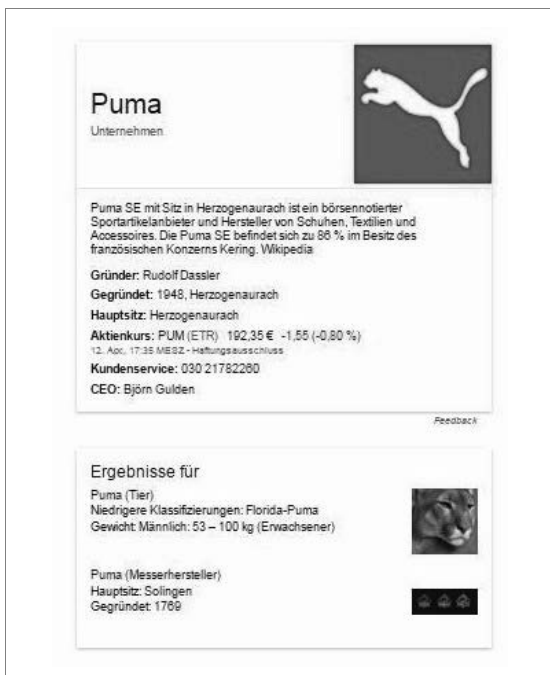 Puma
Unternehmen
Puma SE mit Sitz in Herzogenaurach ist ein börsennotierter
Sportartikelanbieter und Hersteller von Schuhen, Textilien und
Accessoires. Die Puma SE befindet sich zu 86 % im Besitz des
französischen Konzerns Kering. Wikipedia
Gründer: Rudolf Dassler
Gegründet: 1948, Herzogenaurach
Hauptsitz: Herzogenaurach
Aktienkurs: PUM (ETR) 192,35 € -1,55 (-0,80 %)
12. Apr., 17:35 MESZ - Haftungsausschluss
Kundenservice: 030 21782260
CEO: Björn Gulden
Feedback
Ergebnisse für
Puma (Tier)
Niedrigere Klassifizierungen: Florida-Puma
Gewicht: Männlich: 53 – 100 kg (Erwachsener)
Puma (Messerhersteller)
Hauptsitz: Solingen
Gegründet: 1769